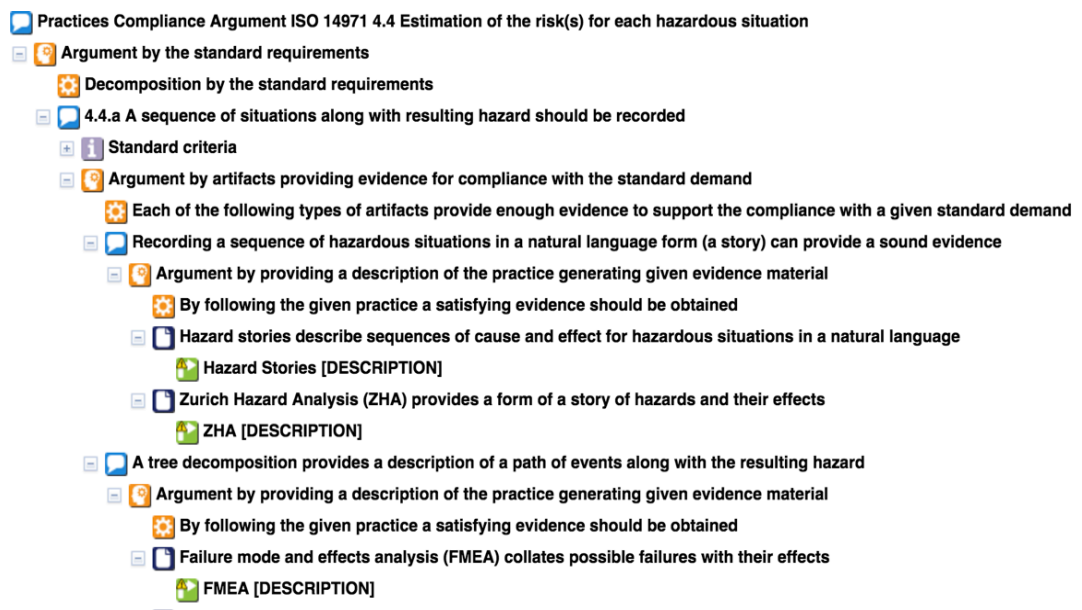 Practices Compliance Argument ISO 14971 4.4 Estimation of the risk(s) for each hazardous situation
Argument by the standard requirements
Decomposition by the standard requirements
4.4.a A sequence of situations along with resulting hazard should be recorded
Standard criteria
Argument by artifacts providing evidence for compliance with the standard demand
Each of the following types of artifacts provide enough evidence to support the compliance with a given standard demand
Recording a sequence of hazardous situations in a natural language form (a story) can provide a sound evidence
Argument by providing a description of the practice generating given evidence material
By following the given practice a satisfying evidence should be obtained
Hazard stories describe sequences of cause and effect for hazardous situations in a natural language
Hazard Stories [DESCRIPTION]
Zurich Hazard Analysis (ZHA) provides a form of a story of hazards and their effects
ZHA [DESCRIPTION]
A tree decomposition provides a description of a path of events along with the resulting hazard
Argument by providing a description of the practice generating given evidence material
By following the given practice a satisfying evidence should be obtained
Failure mode and effects analysis (FMEA) collates possible failures with their effects
FMEA [DESCRIPTION]